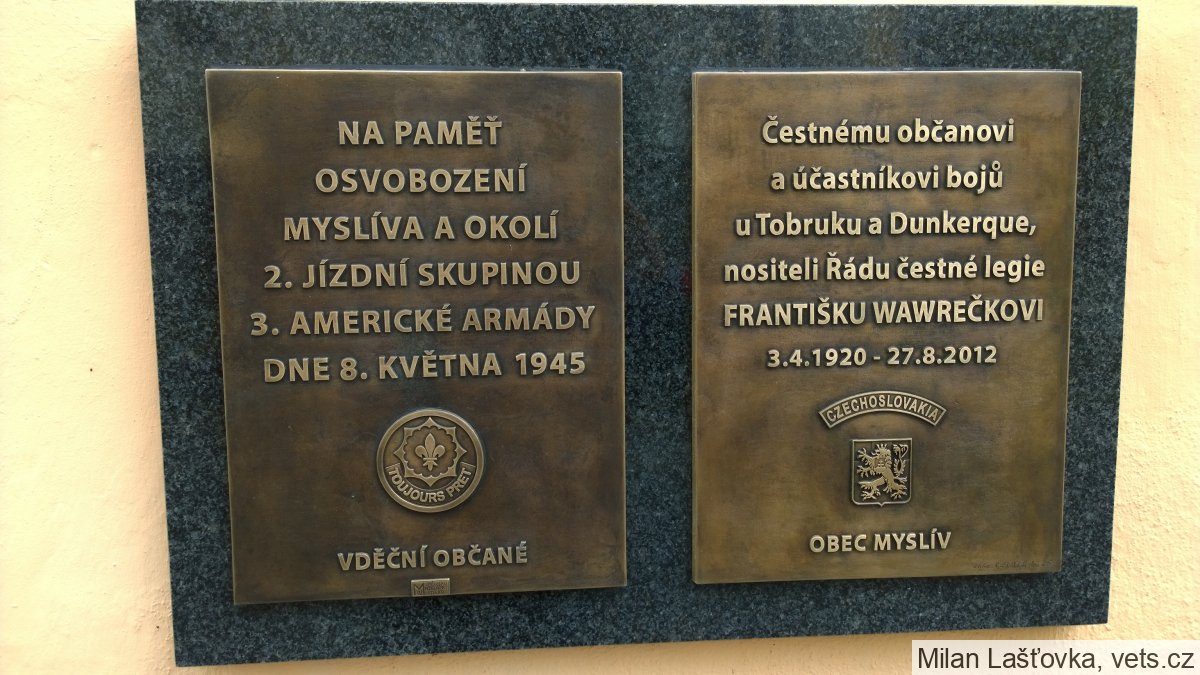 NA PAMĚŤ
OSVOBOZENÍ
MYSLÍVA A OKOLÍ
2. JÍZDNÍ SKUPINOU
3. AMERICKÉ ARMÁDY
DNE 8. KVĚTNA 1945
TOUJOURS PRET
VDĚČNÍ OBČANÉ
Čestnému občanovi
a účastníkovi bojů
u Tobruku a Dunkerque,
nositeli Řádu čestné legie
FRANTIŠKU WAWREČKOVI
3.4.1920 - 27.8.2012
CZECHOSLOVAKIA
OBEC MYSLÍV
Milan Lašťovka, vets.cz